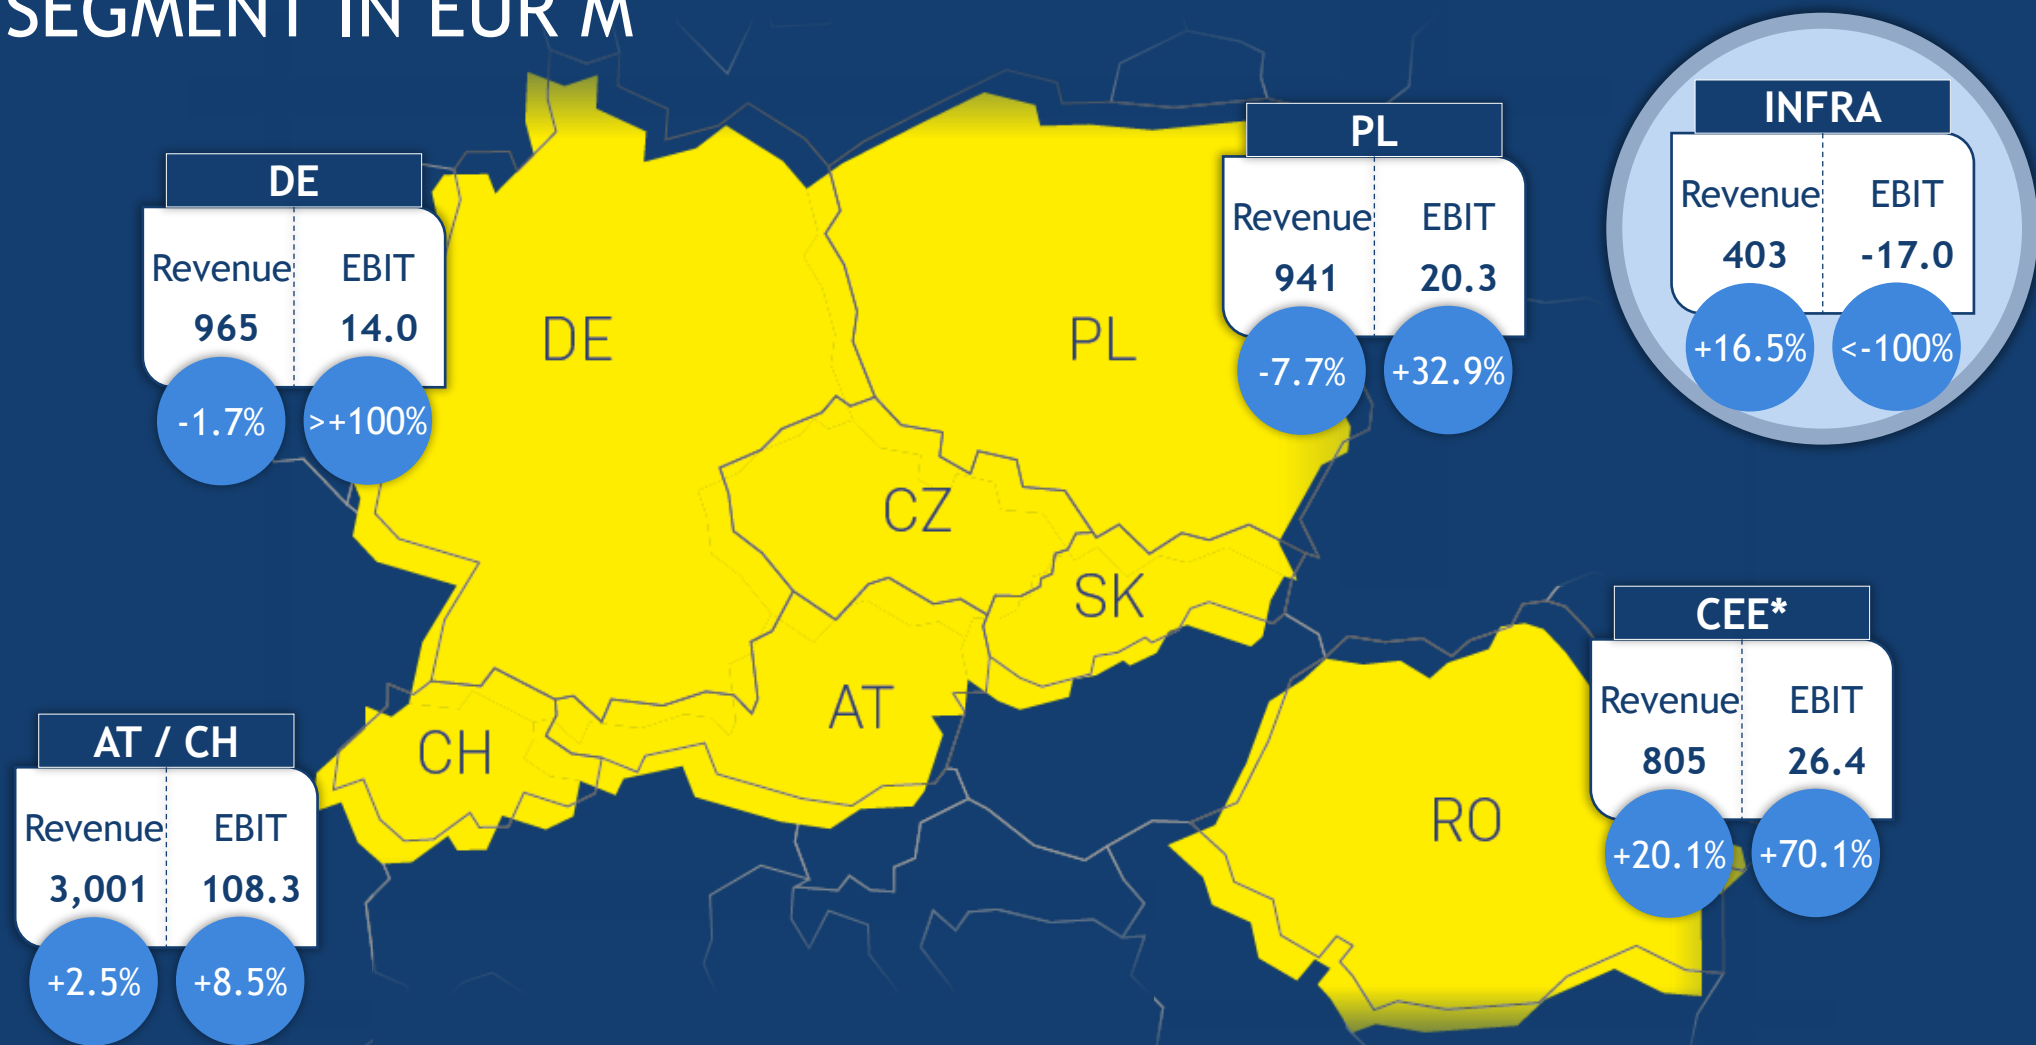 SEGMENT IN EUR M
INFRA
Revenue EBIT
403 -17.0
+16.5% <-100%
PL
Revenue EBIT
941 20.3
-7.7% +32.9%
DE
Revenue EBIT
965 14.0
-1.7% >+100%
DE
PL
CZ
SK
AT
CH
RO
CEE*
Revenue EBIT
805 26.4
+20.1% +70.1%
AT / CH
Revenue EBIT
3,001 108.3
+2.5% +8.5%